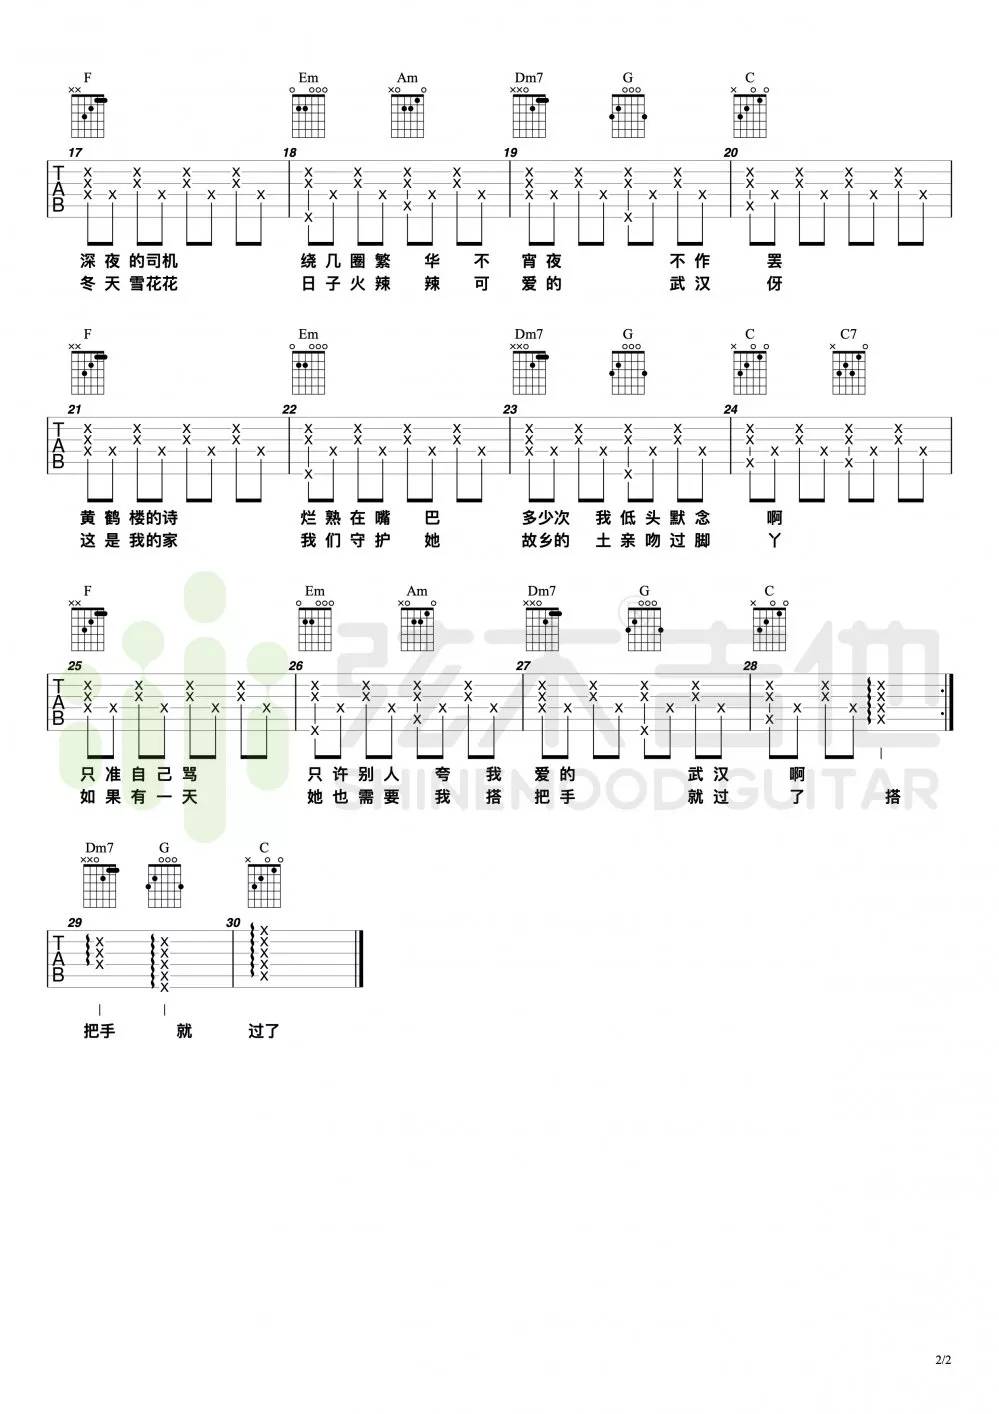 F Em Am Dm7 G C
17 18 19 20
TAB
深夜的司机 绕几圈繁华不宵夜 不作罢
冬天雪花花 日子火辣辣可爱的 武汉伢
F Em Dm7 G C C7
21 22 23 24
TAB
黄鹤楼的诗 烂熟在嘴巴 多少次我低头默念 啊
这是我的家 我们守护她 故乡的土亲吻过脚丫
F Em Am Dm7 G C
25 26 27 28
TAB
只准自己骂 只许别人夸我爱的 武汉啊
如果有一天 她也需要我搭把手 就过了 搭
弦木吉他
SHINEMOOD GUITAR
Dm7 G C
29 30
TAB
把手 就 过了
2/2